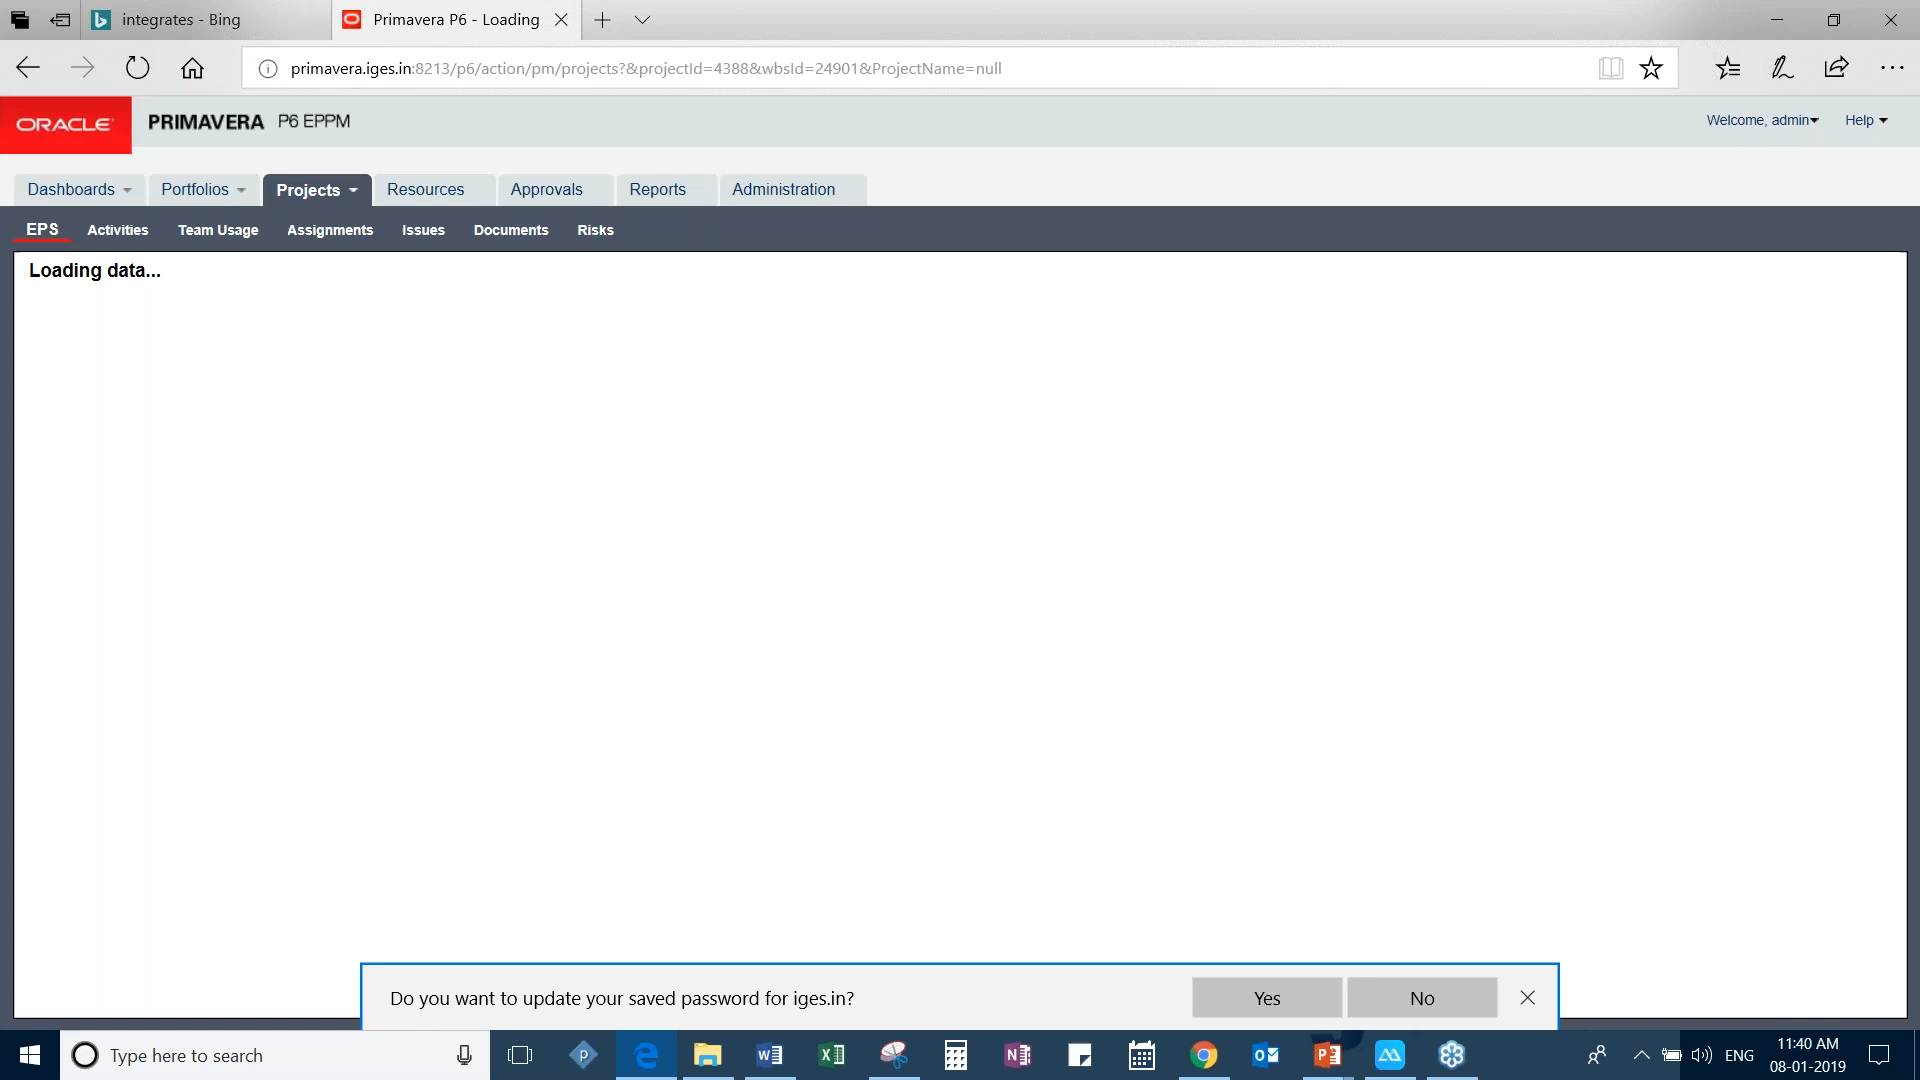 integrates - Bing
Primavera P6 - Loading
primavera.iges.in:8213/p6/action/pm/projects?&projectId=4388&wbsId=24901&ProjectName=null
ORACLE PRIMAVERA P6 EPPM
Welcome, admin Help
Dashboards Portfolios Projects Resources Approvals Reports Administration
EPS Activities Team Usage Assignments Issues Documents Risks
Loading data...
Do you want to update your saved password for iges.in? Yes No
Type here to search
ENG
11:40 AM
08-01-2019